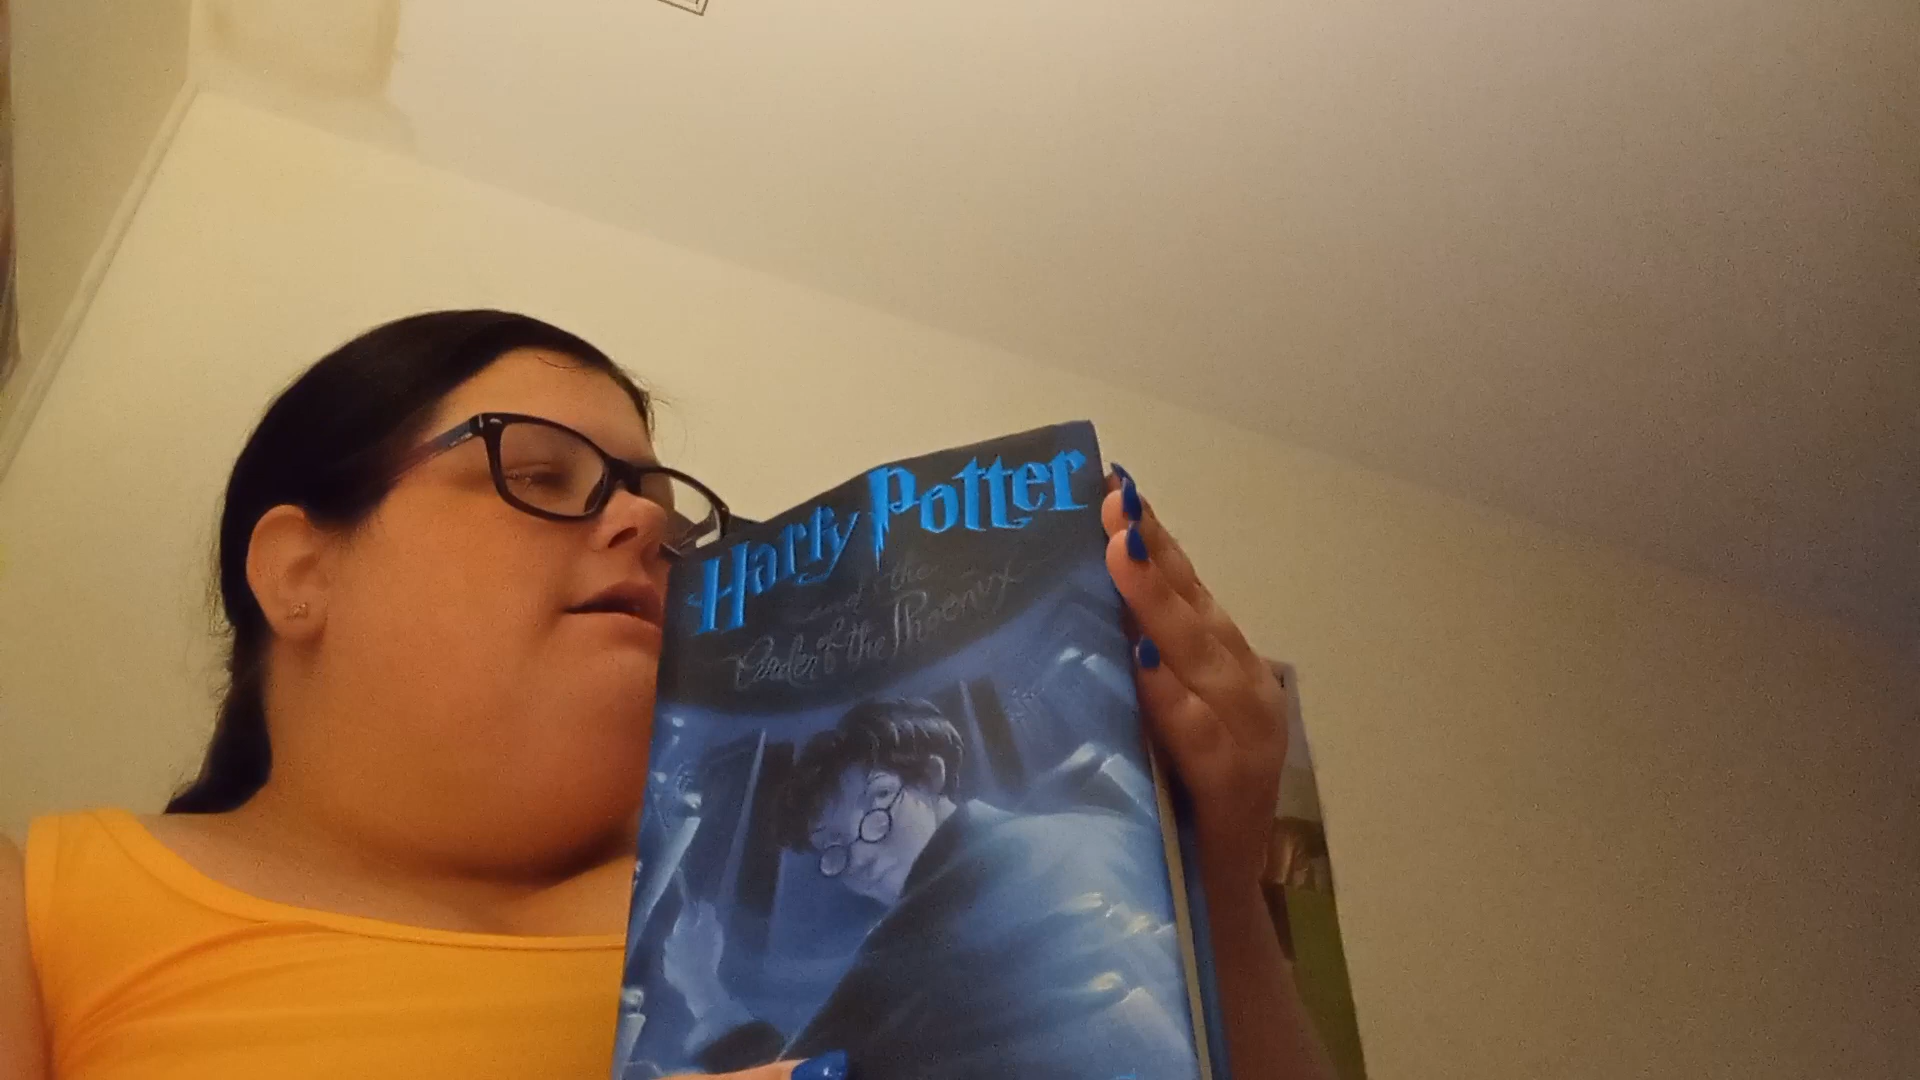 Harry Potter
and the
Order of the Phoenix